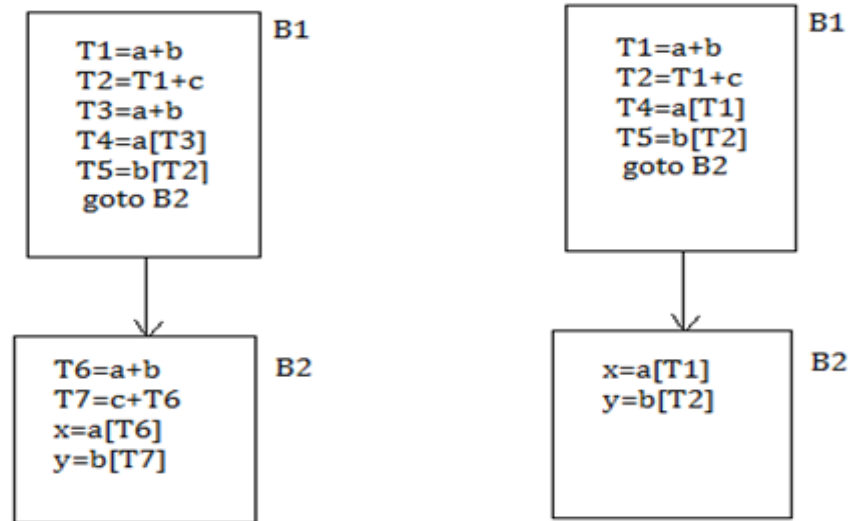 B1
T1=a+b
T2=T1+c
T3=a+b
T4=a[T3]
T5=b[T2]
goto B2
B2
T6=a+b
T7=c+T6
x=a[T6]
y=b[T7]
B1
T1=a+b
T2=T1+c
T4=a[T1]
T5=b[T2]
goto B2
B2
x=a[T1]
y=b[T2]